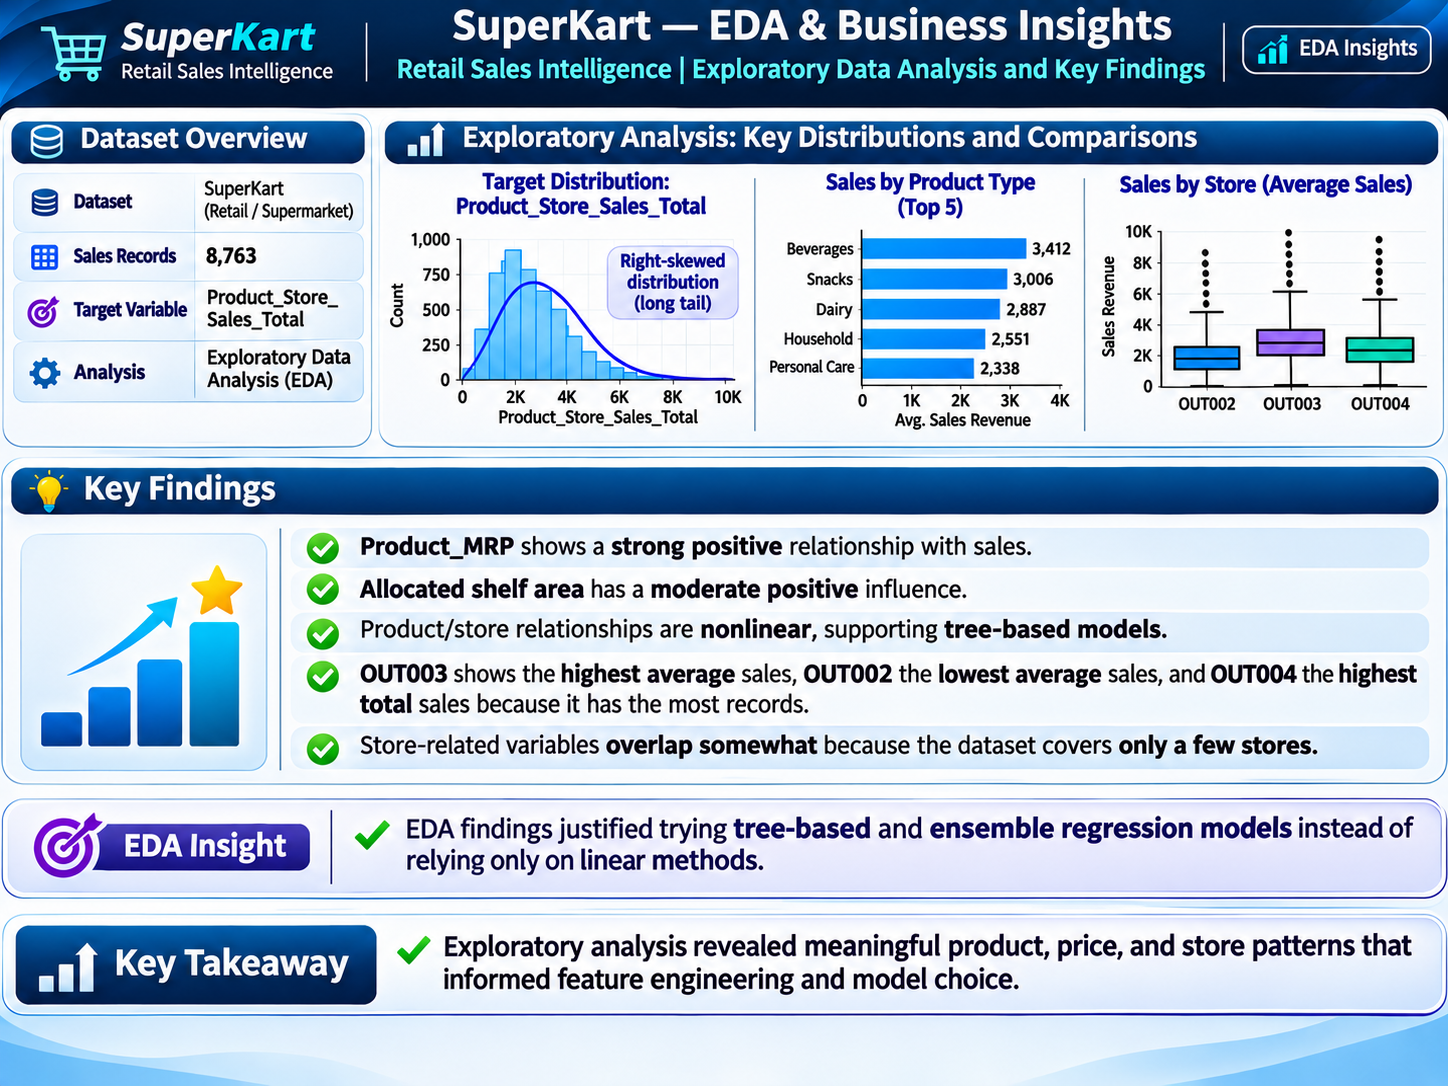 SuperKart
Retail Sales Intelligence
SuperKart — EDA & Business Insights
Retail Sales Intelligence | Exploratory Data Analysis and Key Findings
EDA Insights
Dataset Overview
Dataset
SuperKart
(Retail / Supermarket)
Sales Records
8,763
Target Variable
Product_Store_
Sales_Total
Analysis
Exploratory Data
Analysis (EDA)
Exploratory Analysis: Key Distributions and Comparisons
Target Distribution:
Product_Store_Sales_Total
Count
1,000
750
500
250
0
Right-skewed
distribution
(long tail)
0 2K 4K 6K 8K 10K
Product_Store_Sales_Total
Sales by Product Type
(Top 5)
Beverages 3,412
Snacks 3,006
Dairy 2,887
Household 2,551
Personal Care 2,338
0 1K 2K 3K 4K
Avg. Sales Revenue
Sales by Store (Average Sales)
Sales Revenue
10K
8K
6K
4K
2K
0
OUT002 OUT003 OUT004
Key Findings
Product_MRP shows a strong positive relationship with sales.
Allocated shelf area has a moderate positive influence.
Product/store relationships are nonlinear, supporting tree-based models.
OUT003 shows the highest average sales, OUT002 the lowest average sales, and OUT004 the highest
total sales because it has the most records.
Store-related variables overlap somewhat because the dataset covers only a few stores.
EDA Insight
EDA findings justified trying tree-based and ensemble regression models instead of
relying only on linear methods.
Key Takeaway
Exploratory analysis revealed meaningful product, price, and store patterns that
informed feature engineering and model choice.